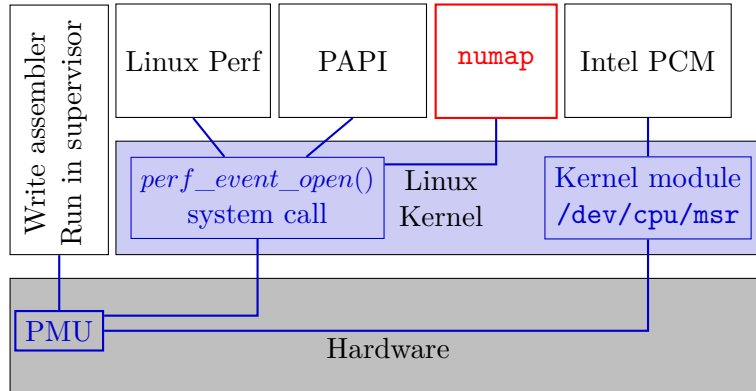 Write assembler
Run in supervisor
Linux Perf
PAPI
numap
Intel PCM
perf_event_open()
system call
Linux
Kernel
Kernel module
/dev/cpu/msr
PMU
Hardware